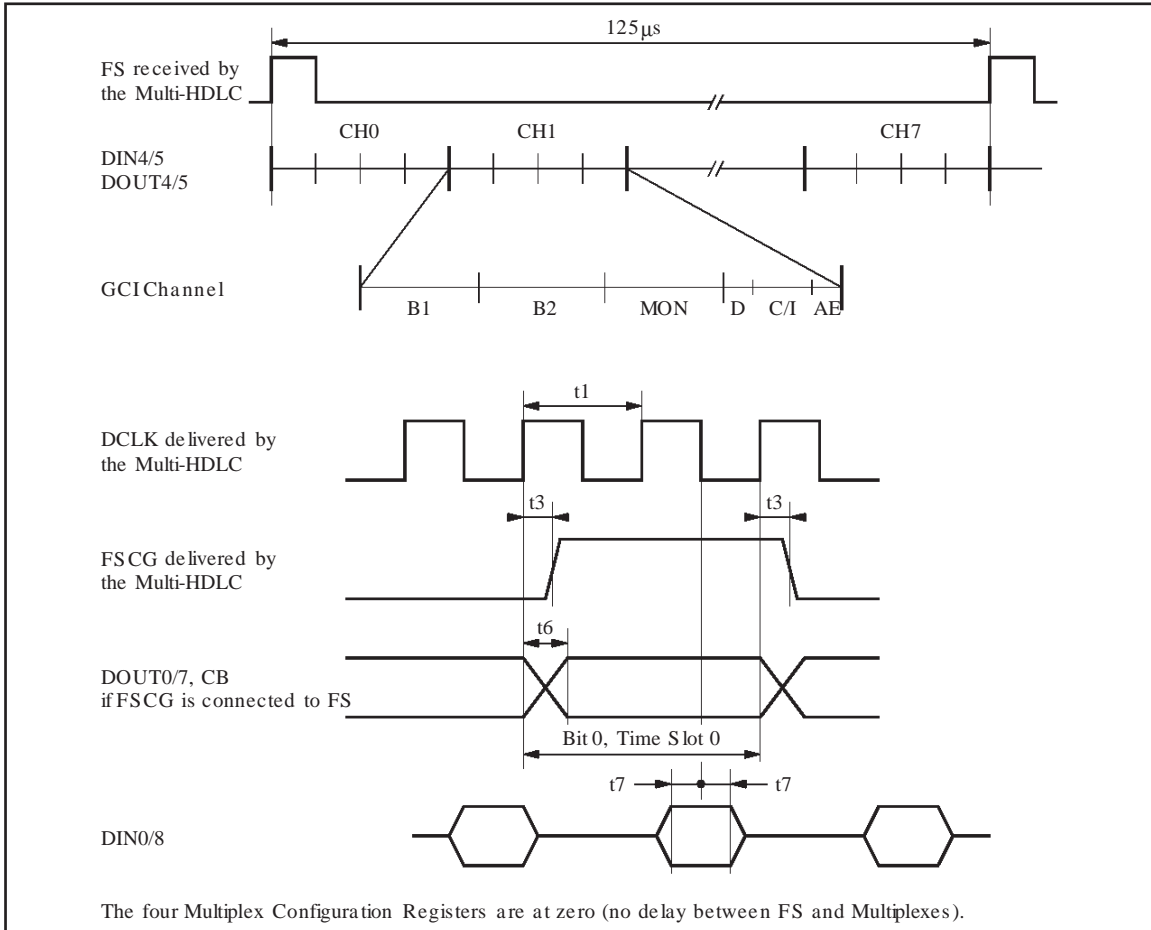 125µs
FS received by
the Multi-HDLC
CH0 CH1 CH7
DIN4/5
DOUT4/5
GCI Channel
B1 B2 MON D C/I AE
t1
DCLK delivered by
the Multi-HDLC
t3 t3
FSCG delivered by
the Multi-HDLC
t6
DOUT0/7, CB
if FSCG is connected to FS
Bit 0, Time Slot 0
t7 t7
DIN0/8
The four Multiplex Configuration Registers are at zero (no delay between FS and Multiplexes).